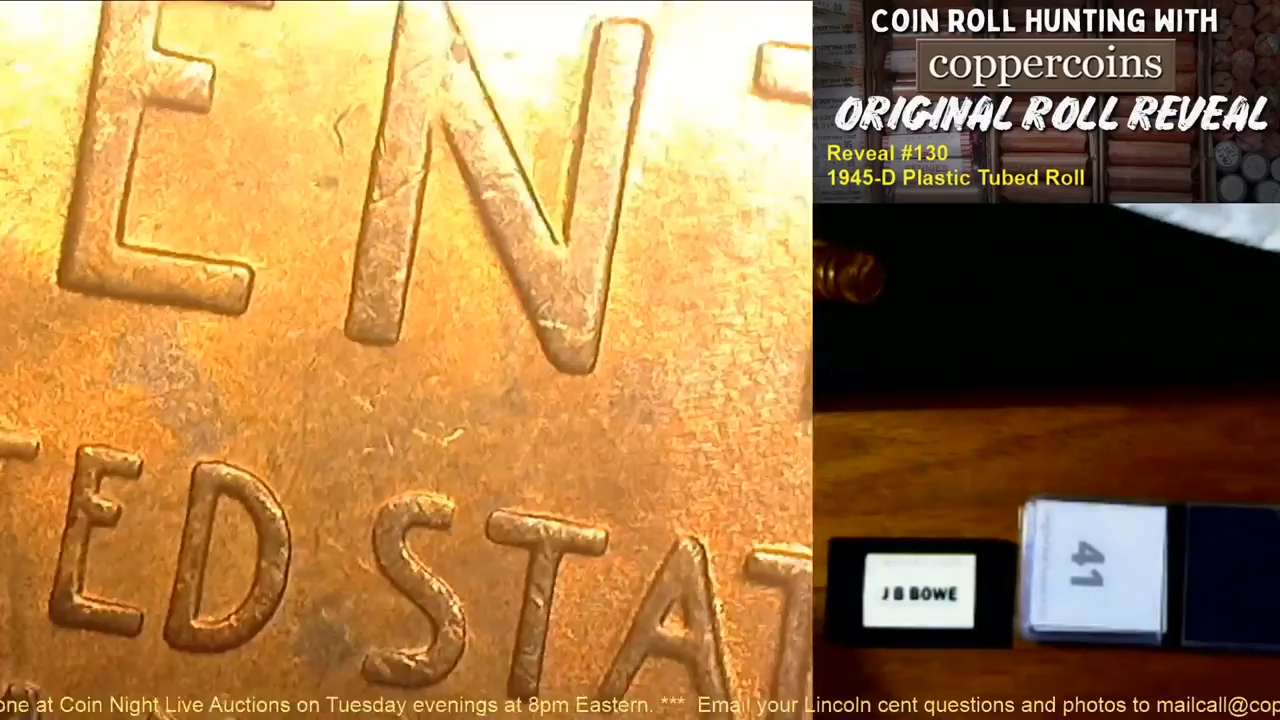 EN
TED STAT
COIN ROLL HUNTING WITH
coppercoins
ORIGINAL ROLL REVEAL
Reveal #130
1945-D Plastic Tubed Roll
J B BOWE
41
one at Coin Night Live Auctions on Tuesday evenings at 8pm Eastern. *** Email your Lincoln cent questions and photos to mailcall@cop